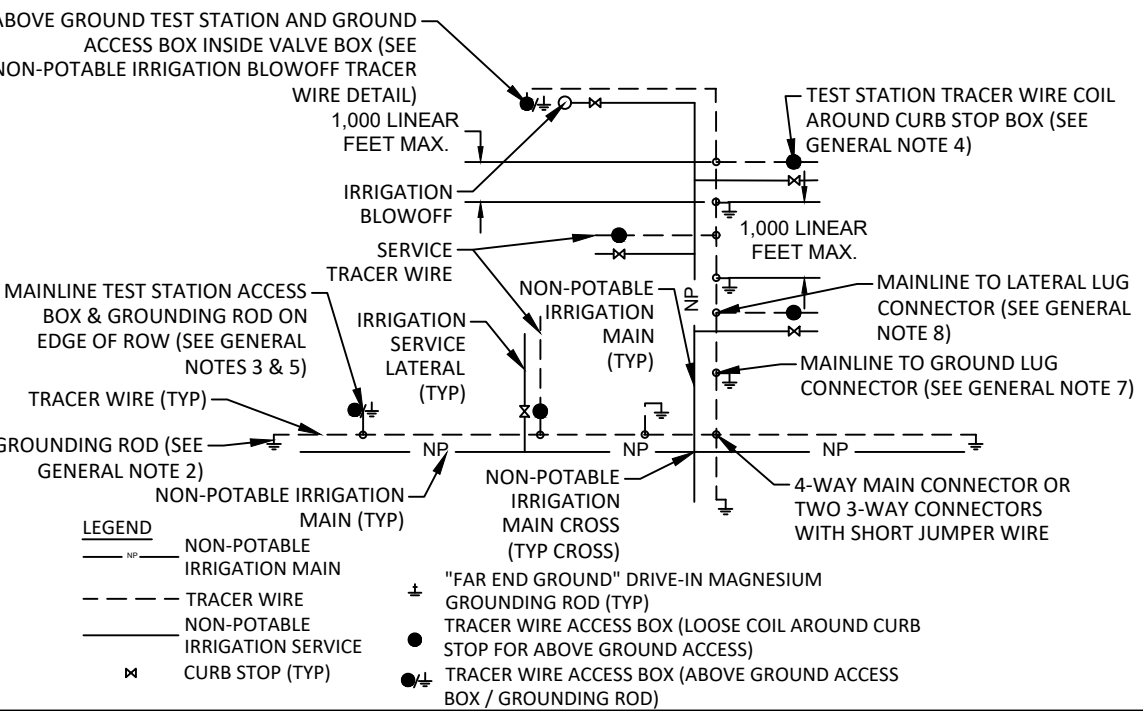 ABOVE GROUND TEST STATION AND GROUND
ACCESS BOX INSIDE VALVE BOX (SEE
NON-POTABLE IRRIGATION BLOWOFF TRACER
WIRE DETAIL)
1,000 LINEAR
FEET MAX.
TEST STATION TRACER WIRE COIL
AROUND CURB STOP BOX (SEE
GENERAL NOTE 4)
IRRIGATION
BLOWOFF
SERVICE
TRACER WIRE
1,000 LINEAR
FEET MAX.
MAINLINE TEST STATION ACCESS
BOX & GROUNDING ROD ON
EDGE OF ROW (SEE GENERAL
NOTES 3 & 5)
IRRIGATION
SERVICE
LATERAL
(TYP)
NON-POTABLE
IRRIGATION
MAIN
(TYP)
NP
MAINLINE TO LATERAL LUG
CONNECTOR (SEE GENERAL
NOTE 8)
MAINLINE TO GROUND LUG
CONNECTOR (SEE GENERAL NOTE 7)
TRACER WIRE (TYP)
GROUNDING ROD (SEE
GENERAL NOTE 2)
NP
NP
NP
NON-POTABLE IRRIGATION
MAIN (TYP)
NON-POTABLE
IRRIGATION
MAIN CROSS
(TYP CROSS)
4-WAY MAIN CONNECTOR OR
TWO 3-WAY CONNECTORS
WITH SHORT JUMPER WIRE
LEGEND
NP
NON-POTABLE
IRRIGATION MAIN
TRACER WIRE
NON-POTABLE
IRRIGATION SERVICE
CURB STOP (TYP)
"FAR END GROUND" DRIVE-IN MAGNESIUM
GROUNDING ROD (TYP)
TRACER WIRE ACCESS BOX (LOOSE COIL AROUND CURB
STOP FOR ABOVE GROUND ACCESS)
TRACER WIRE ACCESS BOX (ABOVE GROUND ACCESS
BOX / GROUNDING ROD)